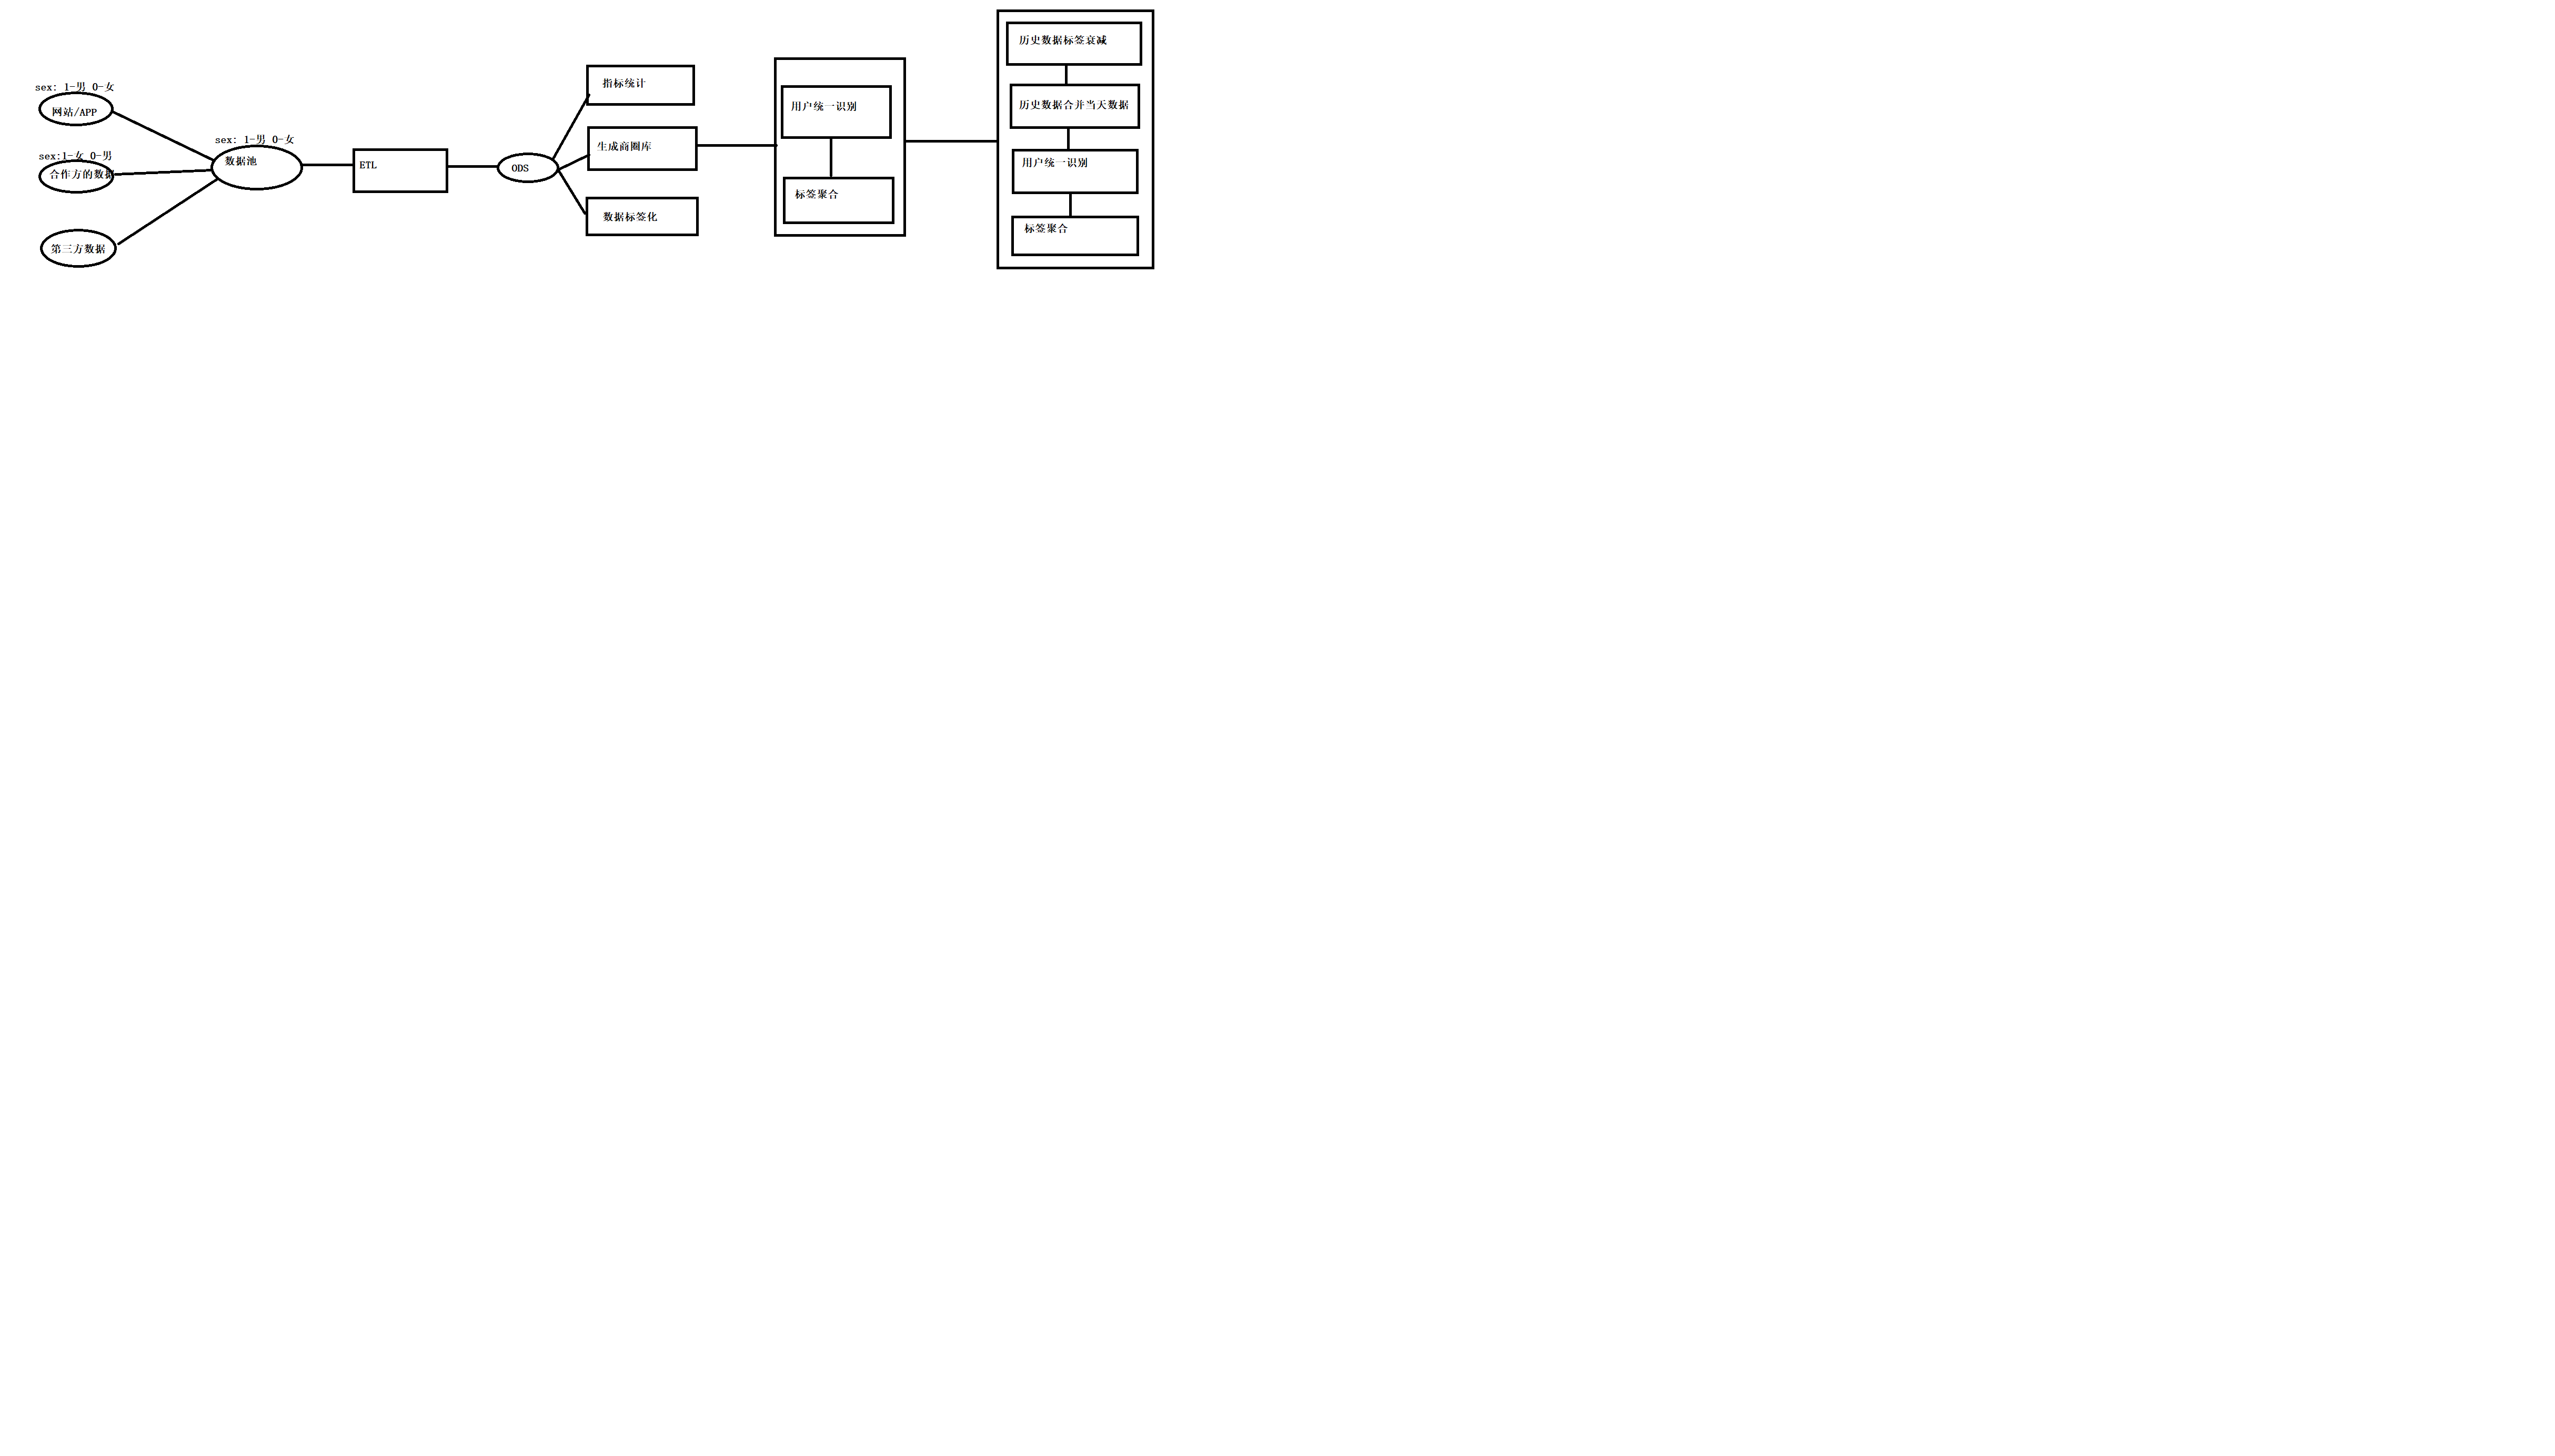 sex: 1-男 0-女
网站/APP
sex:1-女 0-男
合作方的数据
第三方数据
sex: 1-男 0-女
数据池
ETL
ODS
指标统计
生成商圈库
数据标签化
用户统一识别
标签聚合
历史数据标签衰减
历史数据合并当天数据
用户统一识别
标签聚合